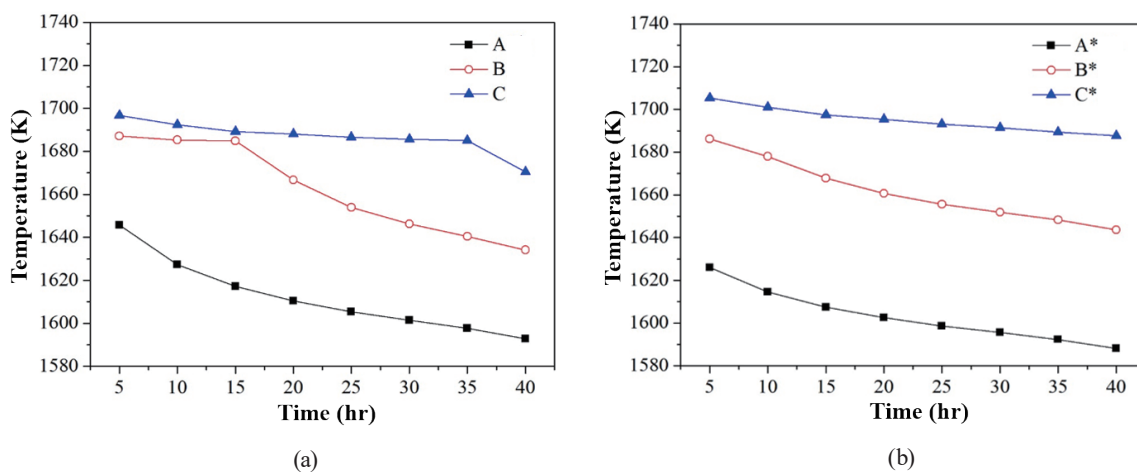 1740
1720
1700
1680
1660
1640
1620
1600
1580
Temperature (K)
A
B
C
5 10 15 20 25 30 35 40
Time (hr)
(a)
1740
1720
1700
1680
1660
1640
1620
1600
1580
Temperature (K)
A*
B*
C*
5 10 15 20 25 30 35 40
Time (hr)
(b)